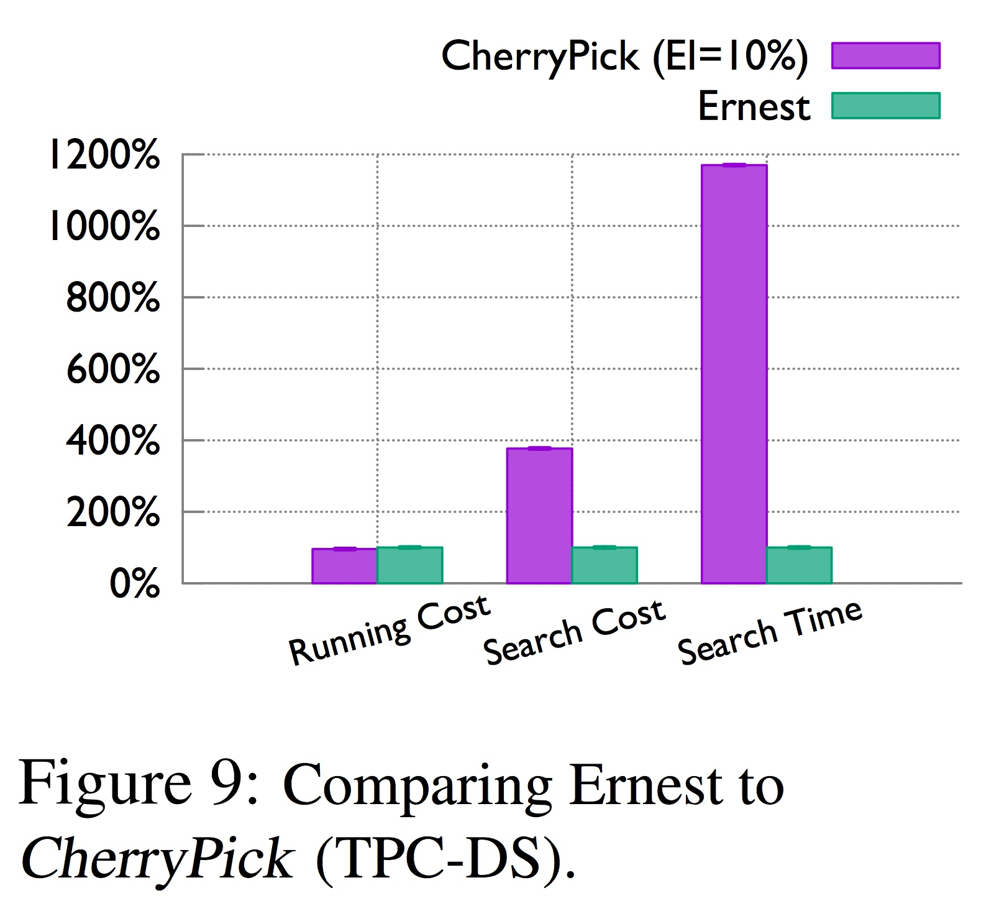 CherryPick (EI=10%)
Ernest
1200%
1000%
800%
600%
400%
200%
0%
Running Cost
Search Cost
Search Time
Figure 9: Comparing Ernest to
CherryPick (TPC-DS).